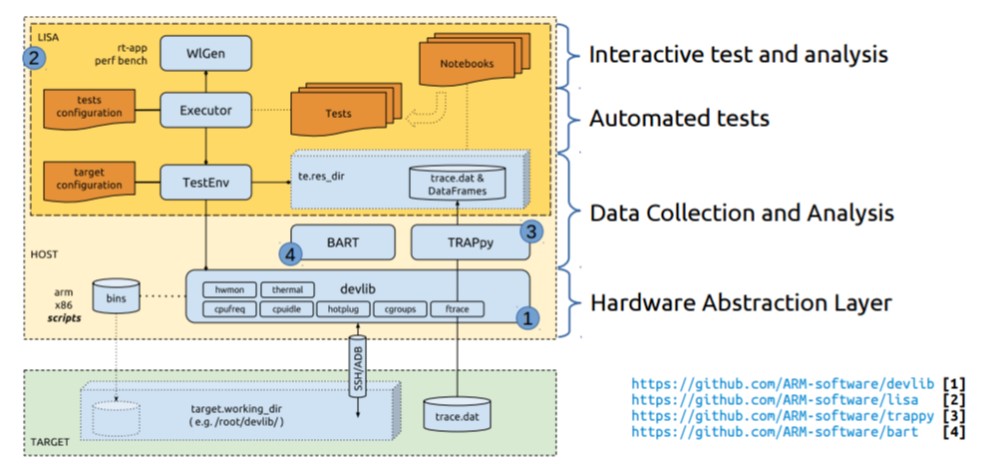 LISA
2
rt-app
perf bench
WlGen
Notebooks
Interactive test and analysis
tests
configuration
Executor
Tests
Automated tests
target
configuration
TestEnv
te.res_dir
trace.dat &
DataFrames
Data Collection and Analysis
HOST
4
BART
TRAPpy
3
arm
x86
scripts
bins
hwmon
thermal
devlib
cpufreq
cpuidle
hotplug
cgroups
ftrace
1
Hardware Abstraction Layer
SSH/ADB
TARGET
target.working_dir
( e.g. /root/devlib/ )
trace.dat
https://github.com/ARM-software/devlib [1]
https://github.com/ARM-software/lisa [2]
https://github.com/ARM-software/trappy [3]
https://github.com/ARM-software/bart [4]